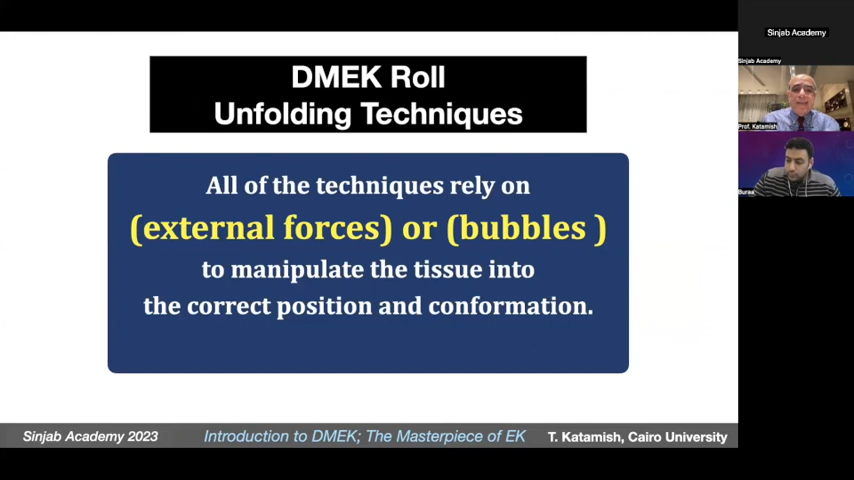 DMEK Roll
Unfolding Techniques
All of the techniques rely on
(external forces) or (bubbles )
to manipulate the tissue into
the correct position and conformation.
Sinjab Academy 2023
Introduction to DMEK; The Masterpiece of EK
T. Katamish, Cairo University
Sinjab Academy
Sinjab Academy
Prof. Katamish
Buraa